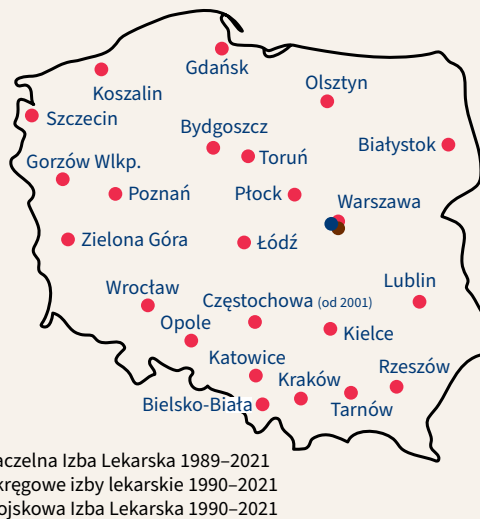 Gdańsk
Koszalin
Olsztyn
Szczecin
Bydgoszcz
Białystok
Toruń
Gorzów Wlkp.
Poznań
Płock
Warszawa
Zielona Góra
Łódź
Lublin
Wrocław
Częstochowa (od 2001)
Opole
Kielce
Katowice
Rzeszów
Kraków
Bielsko-Biała
Tarnów
aczelna Izba Lekarska 1989–2021
kręgowe izby lekarskie 1990–2021
ojskowa Izba Lekarska 1990–2021